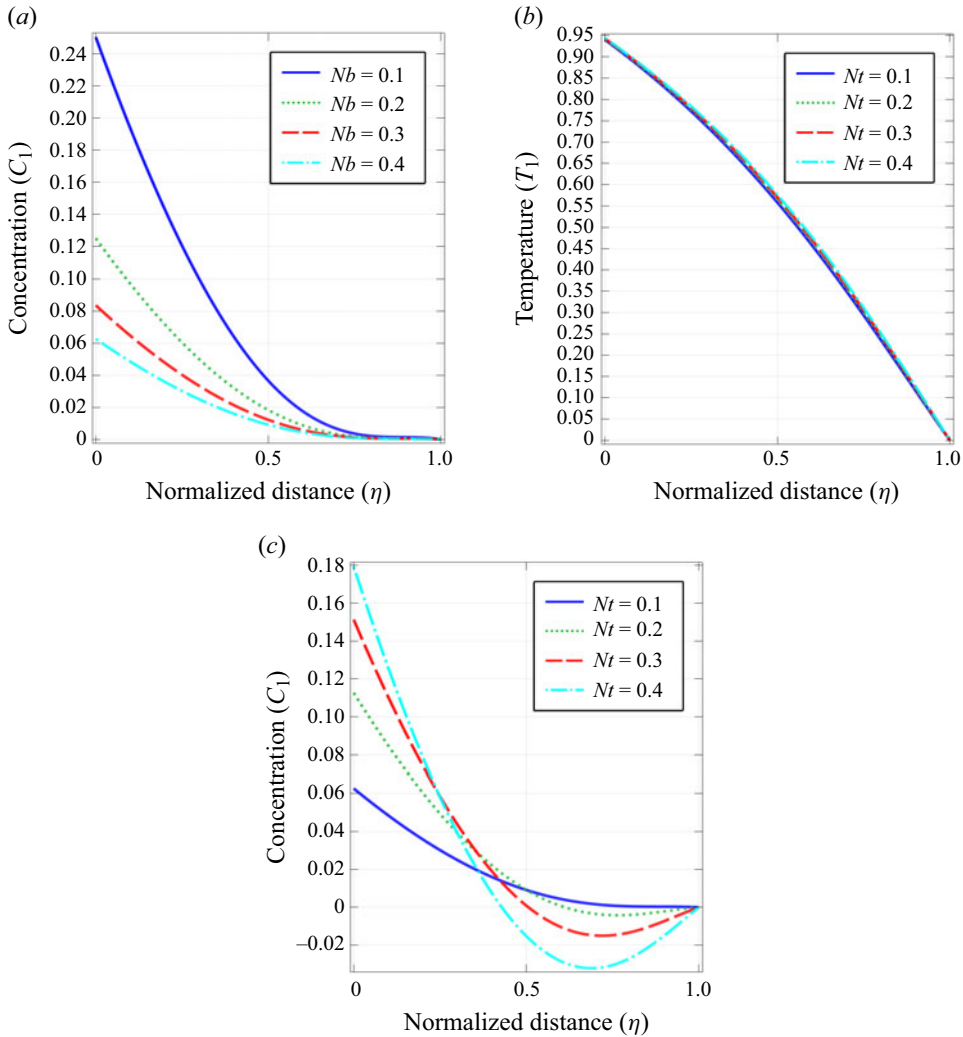 (a)
0.24
0.22
0.20
0.18
0.16
0.14
0.12
0.10
0.08
0.06
0.04
0.02
0
Concentration (C₁)
Nb = 0.1
Nb = 0.2
Nb = 0.3
Nb = 0.4
0 0.5 1.0
Normalized distance (η)
(b)
0.95
0.90
0.85
0.80
0.75
0.70
0.65
0.60
0.55
0.50
0.45
0.40
0.35
0.30
0.25
0.20
0.15
0.10
0.05
0
Temperature (T₁)
Nt = 0.1
Nt = 0.2
Nt = 0.3
Nt = 0.4
0 0.5 1.0
Normalized distance (η)
(c)
0.18
0.16
0.14
0.12
0.10
0.08
0.06
0.04
0.02
0
–0.02
Concentration (C₁)
Nt = 0.1
Nt = 0.2
Nt = 0.3
Nt = 0.4
0 0.5 1.0
Normalized distance (η)